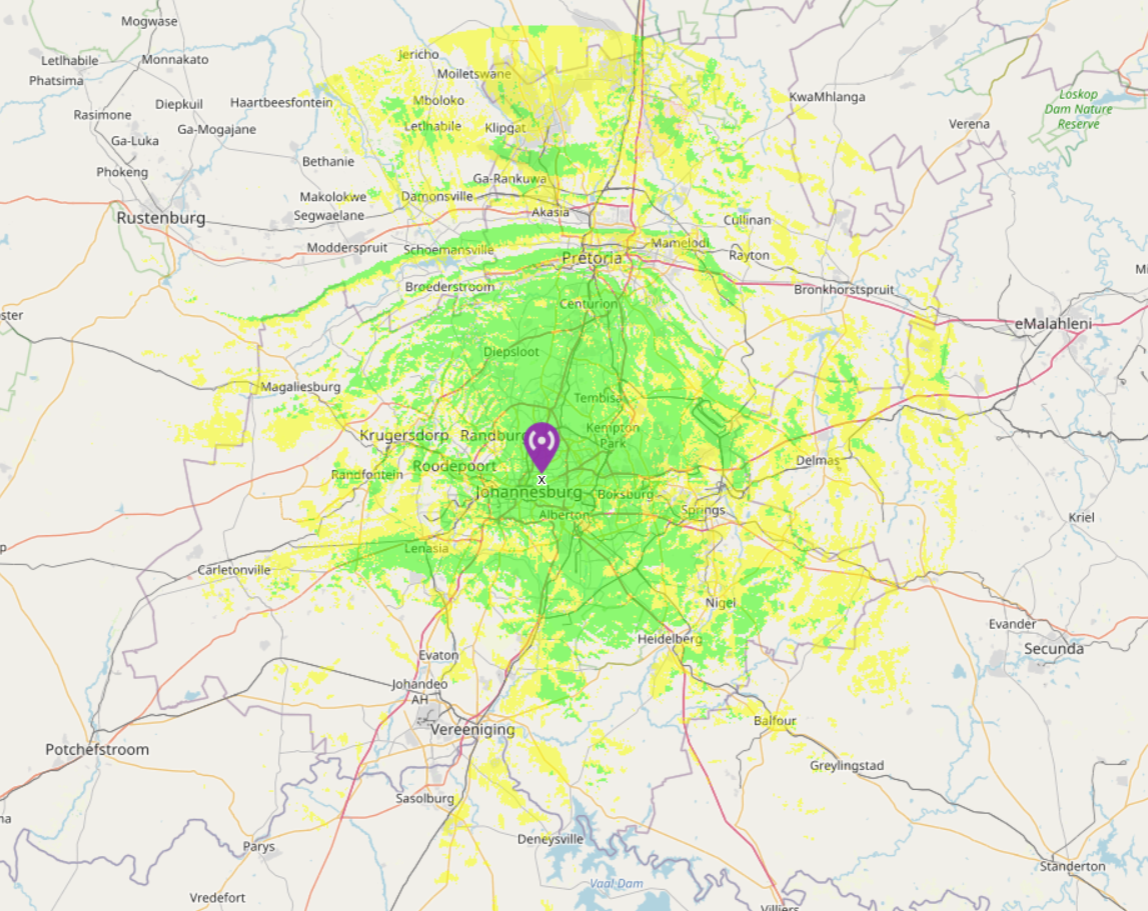 Mogwase
Jericho
Letlhabile
Monnakato
Moiletswane
Phatsima
KwaMhlanga
Loskop
Dam Nature
Reserve
Diepkuil
Haartbeesfontein
Mboloko
Rasimone
Ga-Mogajane
Letlhabile
Klipgat
Verena
Ga-Luka
Bethanie
Phokeng
Ga-Rankuwa
Makolokwe
Damonsville
Rustenburg
Segwaelane
Akasia
Cullinan
Modderspruit
Schoemansville
Mamelodi
Pretoria
Rayton
Broederstroom
Bronkhorstspruit
Centurion
ster
eMalahleni
Diepsloot
Magaliesburg
Tembisa
Kempton
Park
Krugersdorp
Randburg
Roodepoort
Delmas
Randfontein
X
Johannesburg
Boksburg
Alberton
Springs
Kriel
Lenasia
Carletonville
Nigel
Evander
Heidelberg
Secunda
Evaton
Johandeo
AH
Balfour
Vereeniging
Potchefstroom
Greylingstad
Sasolburg
Deneysville
Parys
Standerton
Vaal Dam
Vredefort
Villiers